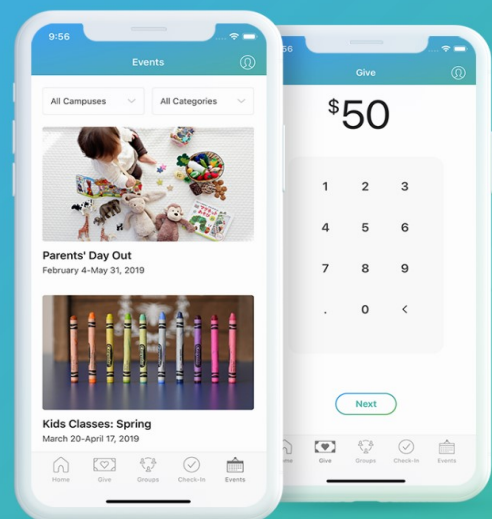 9:56
Events
All Campuses
All Categories
Parents' Day Out
February 4-May 31, 2019
Kids Classes: Spring
March 20-April 17, 2019
Home
Give
Groups
Check-In
Events
56
Give
$50
1 2 3
4 5 6
7 8 9
. 0 <
Next
ome
Give
Groups
Check-In
Events